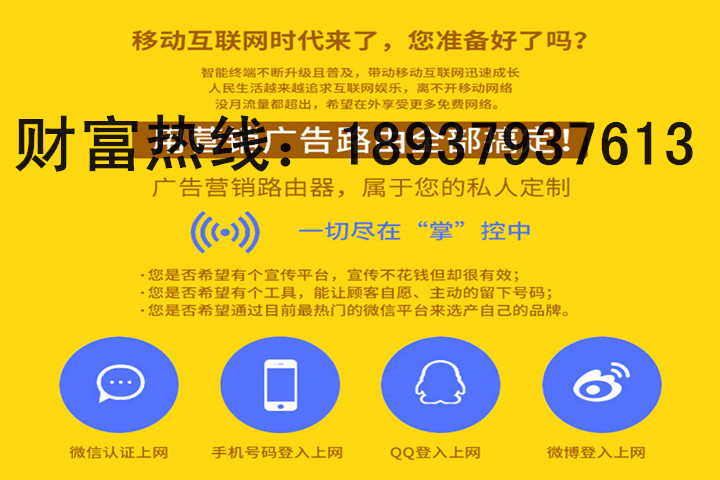 移动互联网时代来了，您准备好了吗？
智能终端不断升级且普及，带动移动互联网迅速成长
人民生活越来越追求互联网娱乐，离不开移动网络
没月流量都超出，希望在外享受更多免费网络。
财富热线：18937937613
广告路由全部搞定！
广告营销路由器，属于您的私人定制
一切尽在“掌”控中
·您是否希望有个宣传平台，宣传不花钱但却很有效；
·您是否希望有个工具，能让顾客自愿、主动的留下号码；
·您是否希望通过目前最热门的微信平台来选产自己的品牌。
微信认证上网
手机号码登入上网
QQ登入上网
微博登入上网